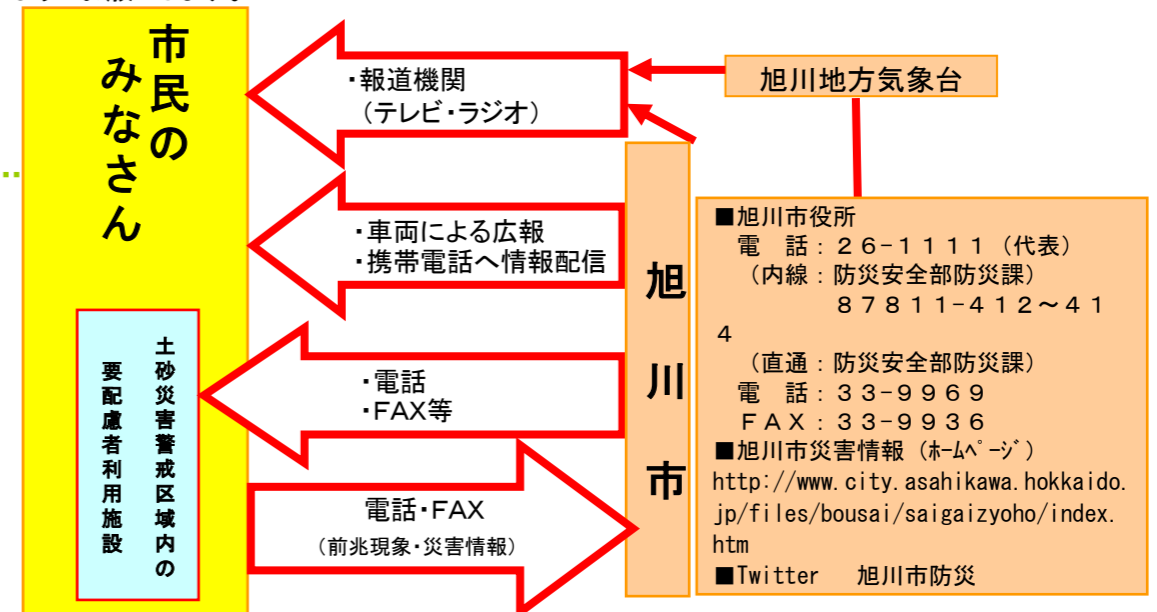 市民の
みなさん
土砂災害警戒区域内の
要配慮者利用施設
・報道機関
（テレビ・ラジオ）
・車両による広報
・携帯電話へ情報配信
・電話
・FAX等
電話・FAX
（前兆現象・災害情報）
旭川市
旭川地方気象台
■旭川市役所
電　話：２６-１１１１（代表）
（内線：防災安全部防災課）
８７８１１-４１２～４１
４
（直通：防災安全部防災課）
電　話：３３-９９６９
ＦＡＸ：３３-９９３６
■旭川市災害情報（ﾎｰﾑﾍﾟｰｼﾞ）
http://www.city.asahikawa.hokkaido.
jp/files/bousai/saigaizyoho/index.
htm
■Twitter　旭川市防災